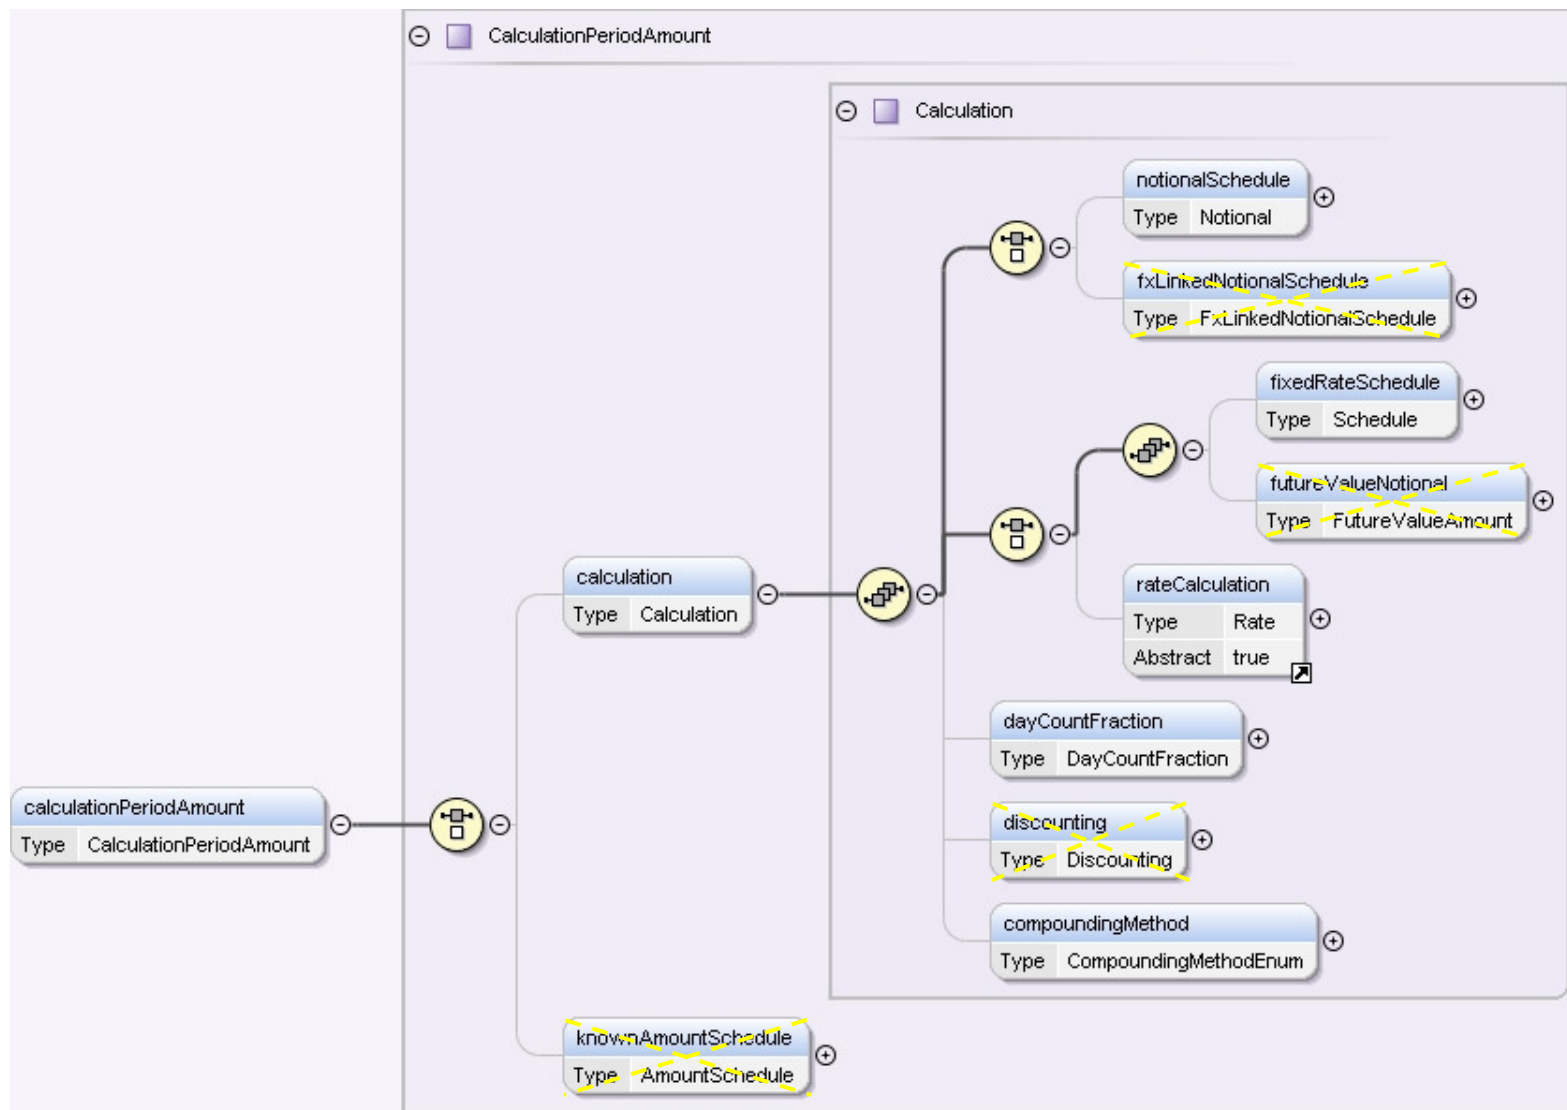 CalculationPeriodAmount
Calculation
notionalSchedule
Type Notional
fxLinkedNotionalSchedule
Type FxLinkedNotionalSchedule
fixedRateSchedule
Type Schedule
futureValueNotional
Type FutureValueAmount
calculation
Type Calculation
rateCalculation
Type Rate
Abstract true
dayCountFraction
Type DayCountFraction
calculationPeriodAmount
Type CalculationPeriodAmount
discounting
Type Discounting
compoundingMethod
Type CompoundingMethodEnum
knownAmountSchedule
Type AmountSchedule